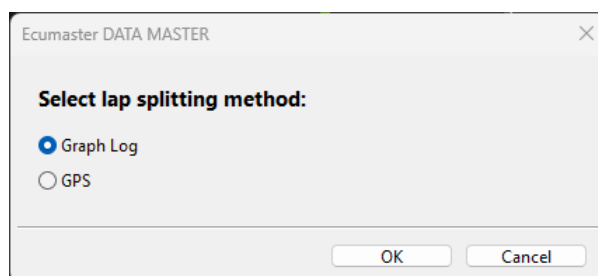 Ecumaster DATA MASTER
Select lap splitting method:
Graph Log
GPS
OK
Cancel